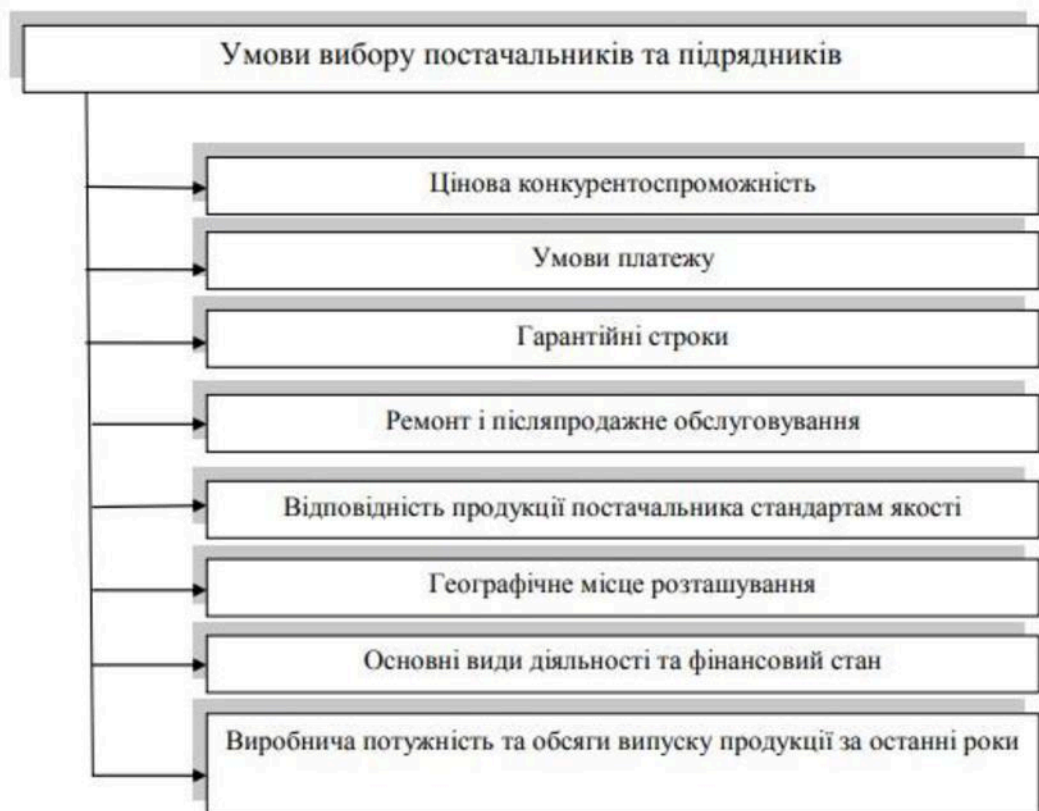 Умови вибору постачальників та підрядників
Цінова конкурентоспроможність
Умови платежу
Гарантійні строки
Ремонт і післяпродажне обслуговування
Відповідність продукції постачальника стандартам якості
Географічне місце розташування
Основні види діяльності та фінансовий стан
Виробнича потужність та обсяги випуску продукції за останні роки